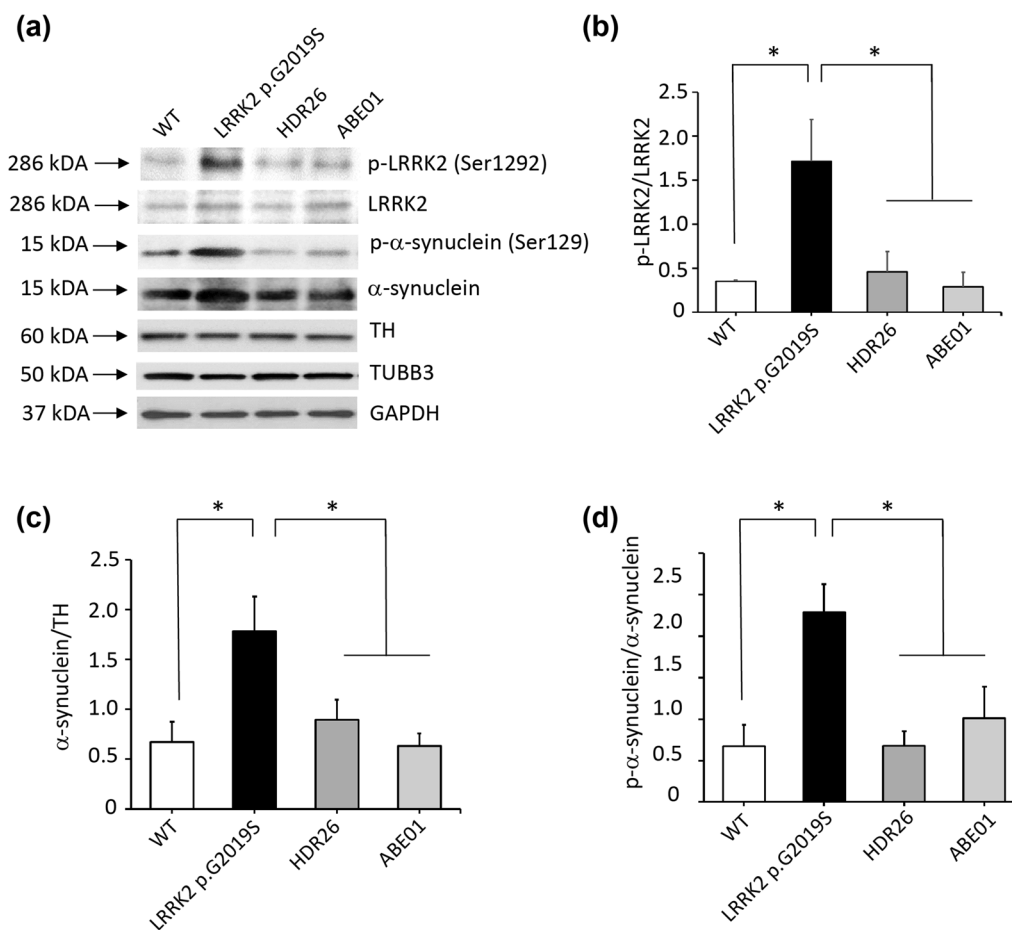 (a)
WT
LRRK2 p.G2019S
HDR26
ABE01
286 kDA
p-LRRK2 (Ser1292)
286 kDA
LRRK2
15 kDA
p-α-synuclein (Ser129)
15 kDA
α-synuclein
60 kDA
TH
50 kDA
TUBB3
37 kDA
GAPDH
(b)
*
*
p-LRRK2/LRRK2
2.5
2.0
1.5
1.0
0.5
0
WT
LRRK2 p.G2019S
HDR26
ABE01
(c)
*
*
α-synuclein/TH
2.5
2.0
1.5
1.0
0.5
0
WT
LRRK2 p.G2019S
HDR26
ABE01
(d)
*
*
p-α-synuclein/α-synuclein
2.5
2.0
1.5
1.0
0.5
0
WT
LRRK2 p.G2019S
HDR26
ABE01